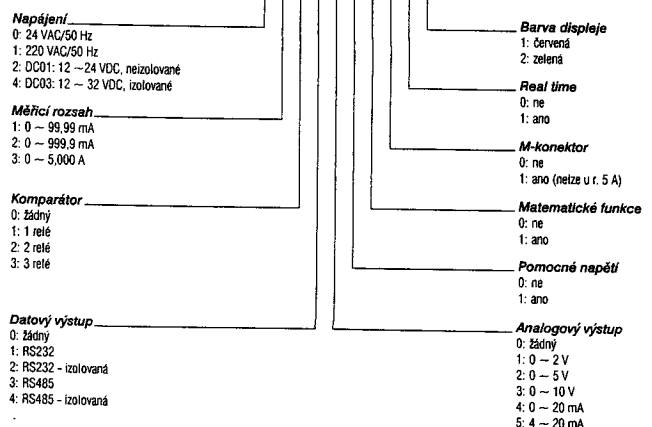 Napájení
0: 24 VAC/50 Hz
1: 220 VAC/50 Hz
2: DC01: 12 ~24 VDC, neizolované
4: DC03: 12 ~ 32 VDC, izolované
Měřicí rozsah
1: 0 ~ 99,99 mA
2: 0 ~ 999,9 mA
3: 0 ~ 5,000 A
Komparátor
0: žádný
1: 1 relé
2: 2 relé
3: 3 relé
Datový výstup
0: žádný
1: RS232
2: RS232 - izolovaná
3: RS485
4: RS485 - izolovaná
Barva displeje
1: červená
2: zelená
Real time
0: ne
1: ano
M-konektor
0: ne
1: ano (nelze u r. 5 A)
Matematické funkce
0: ne
1: ano
Pomocné napětí
0: ne
1: ano
Analogový výstup
0: žádný
1: 0 ~ 2 V
2: 0 ~ 5 V
3: 0 ~ 10 V
4: 0 ~ 20 mA
5: 4 ~ 20 mA